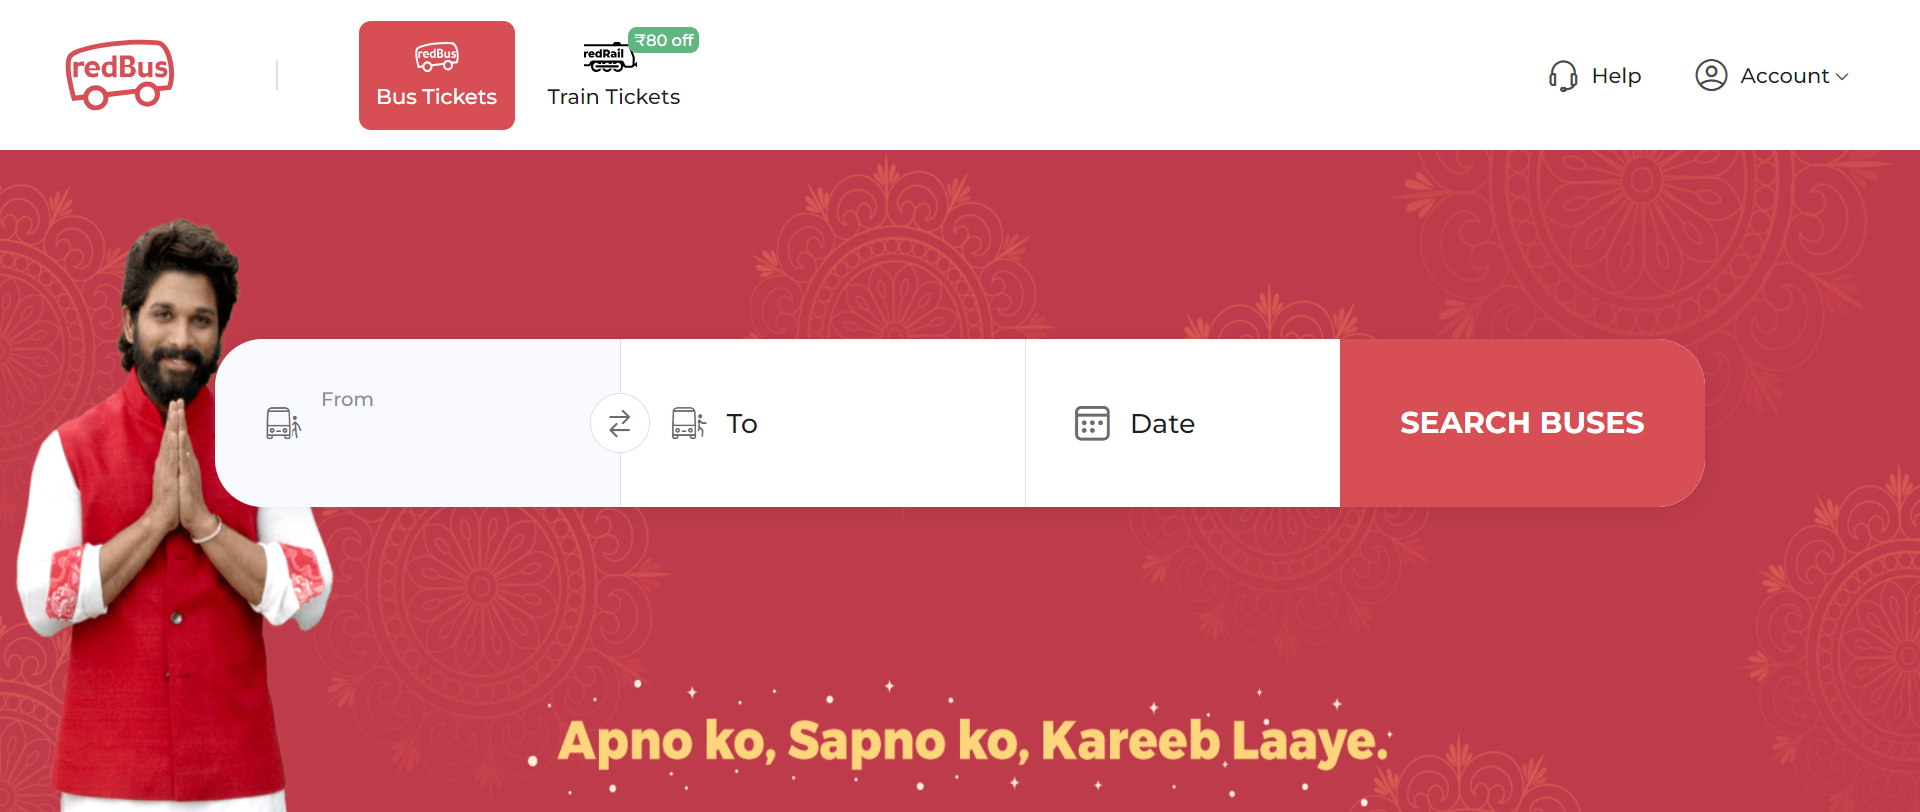 redBus
redBus
Bus Tickets
redRail
₹80 off
Train Tickets
Help
Account
From
To
Date
SEARCH BUSES
Apno ko, Sapno ko, Kareeb Laaye.